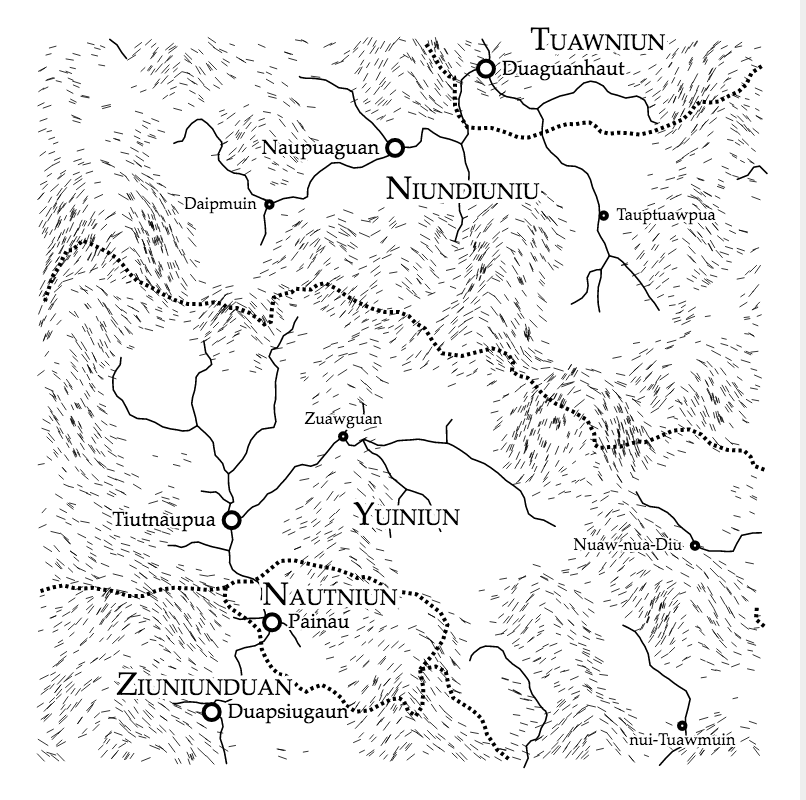 TUAWNIUN
Duaguanhaut
Naupuaguan
NIUNDIUNIU
Daipmuin
Tauptuawpua
Zuawguan
Tiutnaupua
YUINIUN
Nuaw-nua-Diu
NAUTNIUN
Painau
ZIUNIUNDUAN
Duapsiugaun
nui-Tuawmuin